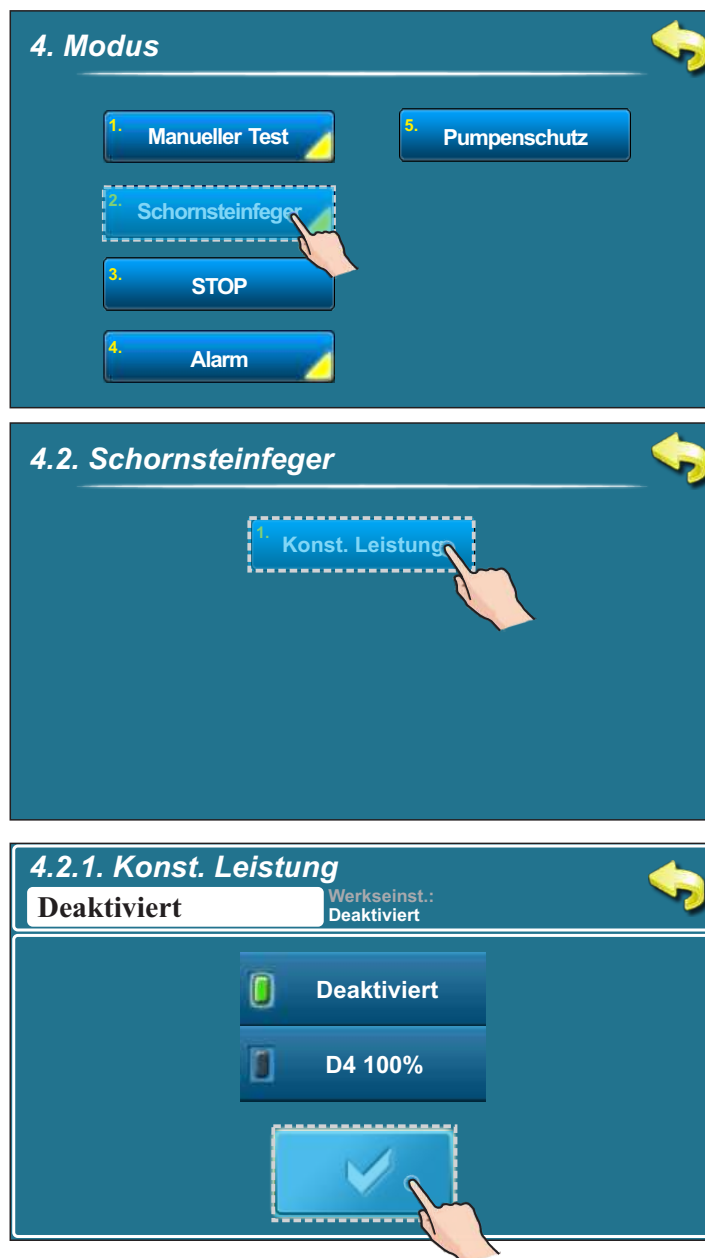 4. Modus
1. Manueller Test
5. Pumpenschutz
2. Schornsteinfeger
3. STOP
4. Alarm
4.2. Schornsteinfeger
1. Konst. Leistung
4.2.1. Konst. Leistung
Deaktiviert
Werkseinst.:
Deaktiviert
Deaktiviert
D4 100%